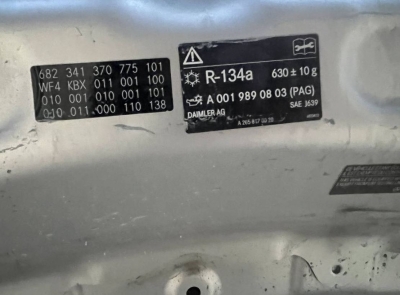 682 341 370 775 101
WF4 KBX 011 001 100
010 001 010 001 101
010 011 000 110 138
R-134a 630 ± 10 g
A 001 989 08 03 (PAG)
DAIMLER AG SAE J639